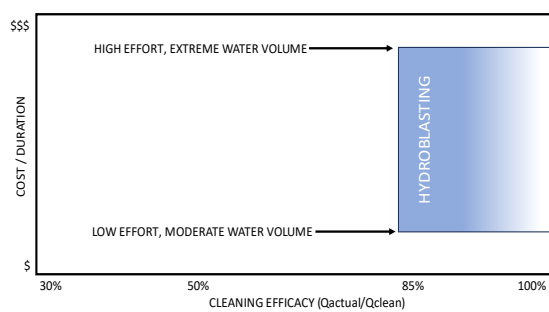 $$$
HIGH EFFORT, EXTREME WATER VOLUME
HYDROBLASTING
COST / DURATION
LOW EFFORT, MODERATE WATER VOLUME
$
30%
50%
85%
100%
CLEANING EFFICACY (Qactual/Qclean)